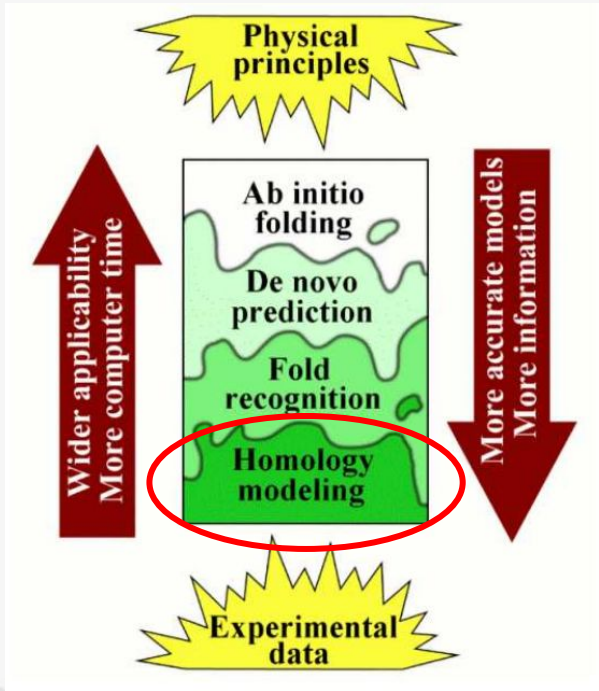 Physical
principles
Wider applicability
More computer time
Ab initio
folding
De novo
prediction
Fold
recognition
Homology
modeling
More accurate models
More information
Experimental
data